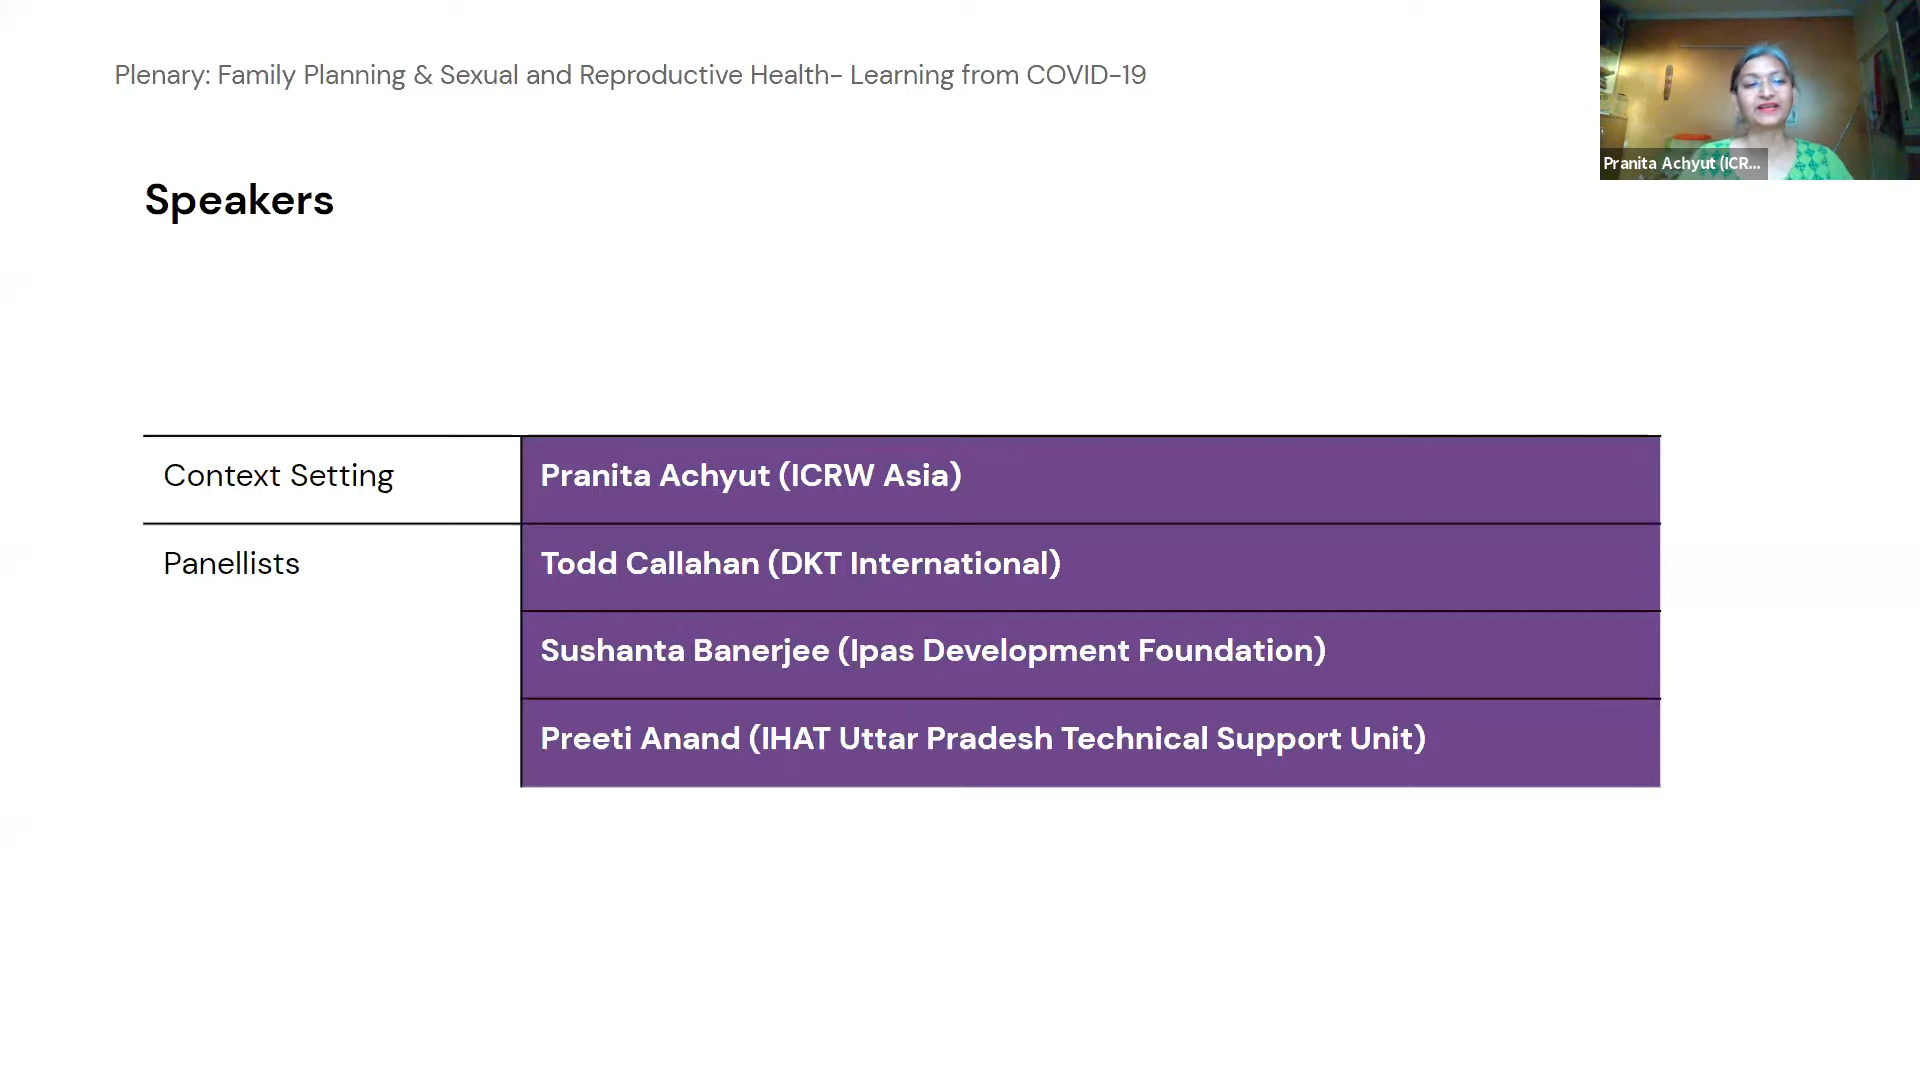 Plenary: Family Planning & Sexual and Reproductive Health- Learning from COVID-19
Pranita Achyut (ICR...
Speakers
Context Setting
Pranita Achyut (ICRW Asia)
Panellists
Todd Callahan (DKT International)
Sushanta Banerjee (Ipas Development Foundation)
Preeti Anand (IHAT Uttar Pradesh Technical Support Unit)